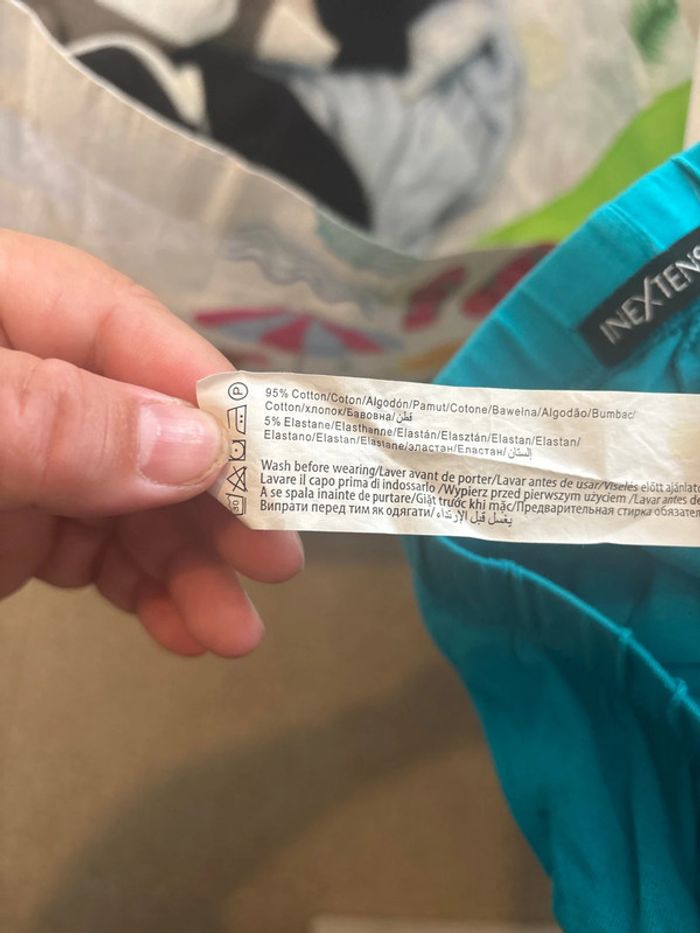 INEXTENS
95% Cotton/Coton/Algodón/Pamut/Cotone/Bawełna/Algodão/Bumbac/
Cotton/хлопок/Бавовна/قطن
5% Elastane/Elasthanne/Elastán/Elasztán/Elastan/Elastan/
Elastano/Elastan/Elastane/эластан/Еластан/إلستان
Wash before wearing/Laver avant de porter/Lavar antes de usar/Viselés előtt ajánlato
Lavare il capo prima di indossarlo /Wypierz przed pierwszym użyciem /Lavar antes de
A se spala inainte de purtare/Giặt trước khi mặc/Предварительная стирка обязател
Випрати перед тим як одягати/يغسل قبل الإرتداء
P
30